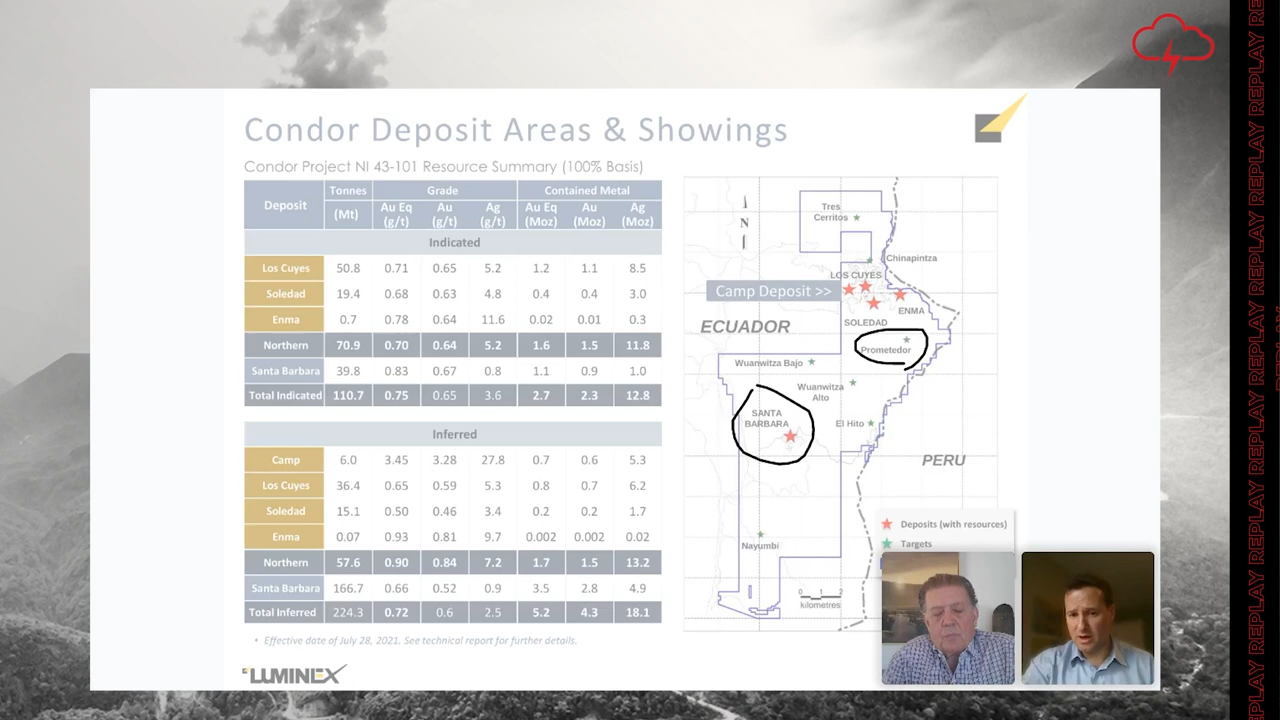 Condor Deposit Areas & Showings
Condor Project NI 43-101 Resource Summary (100% Basis)
Deposit Tonnes Grade Contained Metal
(Mt) Au Eq (g/t) Au (g/t) Ag (g/t) Au Eq (Moz) Au (Moz) Ag (Moz)
Indicated
Los Cuyes 50.8 0.71 0.65 5.2 1.2 1.1 8.5
Soledad 19.4 0.68 0.63 4.8 0.4 0.4 3.0
Enma 0.7 0.78 0.64 11.6 0.02 0.01 0.3
Northern 70.9 0.70 0.64 5.2 1.6 1.5 11.8
Santa Barbara 39.8 0.83 0.67 0.8 1.1 0.9 1.0
Total Indicated 110.7 0.75 0.65 3.6 2.7 2.3 12.8
Inferred
Camp 6.0 3.45 3.28 27.8 0.7 0.6 5.3
Los Cuyes 36.4 0.65 0.59 5.3 0.8 0.7 6.2
Soledad 15.1 0.50 0.46 3.4 0.2 0.2 1.7
Enma 0.07 0.93 0.81 9.7 0.002 0.002 0.02
Northern 57.6 0.90 0.84 7.2 1.7 1.5 13.2
Santa Barbara 166.7 0.66 0.52 0.9 3.5 2.8 4.9
Total Inferred 224.3 0.72 0.6 2.5 5.2 4.3 18.1
• Effective date of July 28, 2021. See technical report for further details.
LUMINEX
N
Tres
Cerritos
Chinapintza
LOS CUYES
Camp Deposit >>
ENMA
SOLEDAD
ECUADOR
Prometedor
Wuanwitza Bajo
Wuanwitza
Alto
SANTA
BARBARA
El Hito
PERU
Nayumbi
0 1 2
kilometres
Deposits (with resources)
Targets
REPLAY REPLAY REPLAY REPLAY REPLAY REPLAY